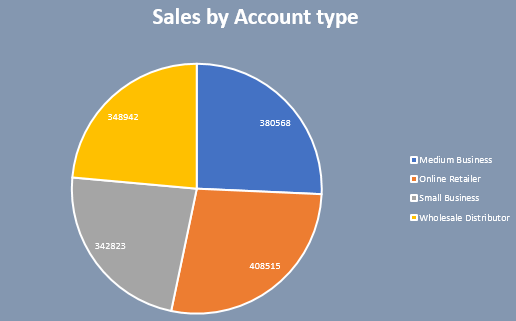 Sales by Account type
348942
380568
Medium Business
Online Retailer
Small Business
Wholesale Distributor
342823
408515